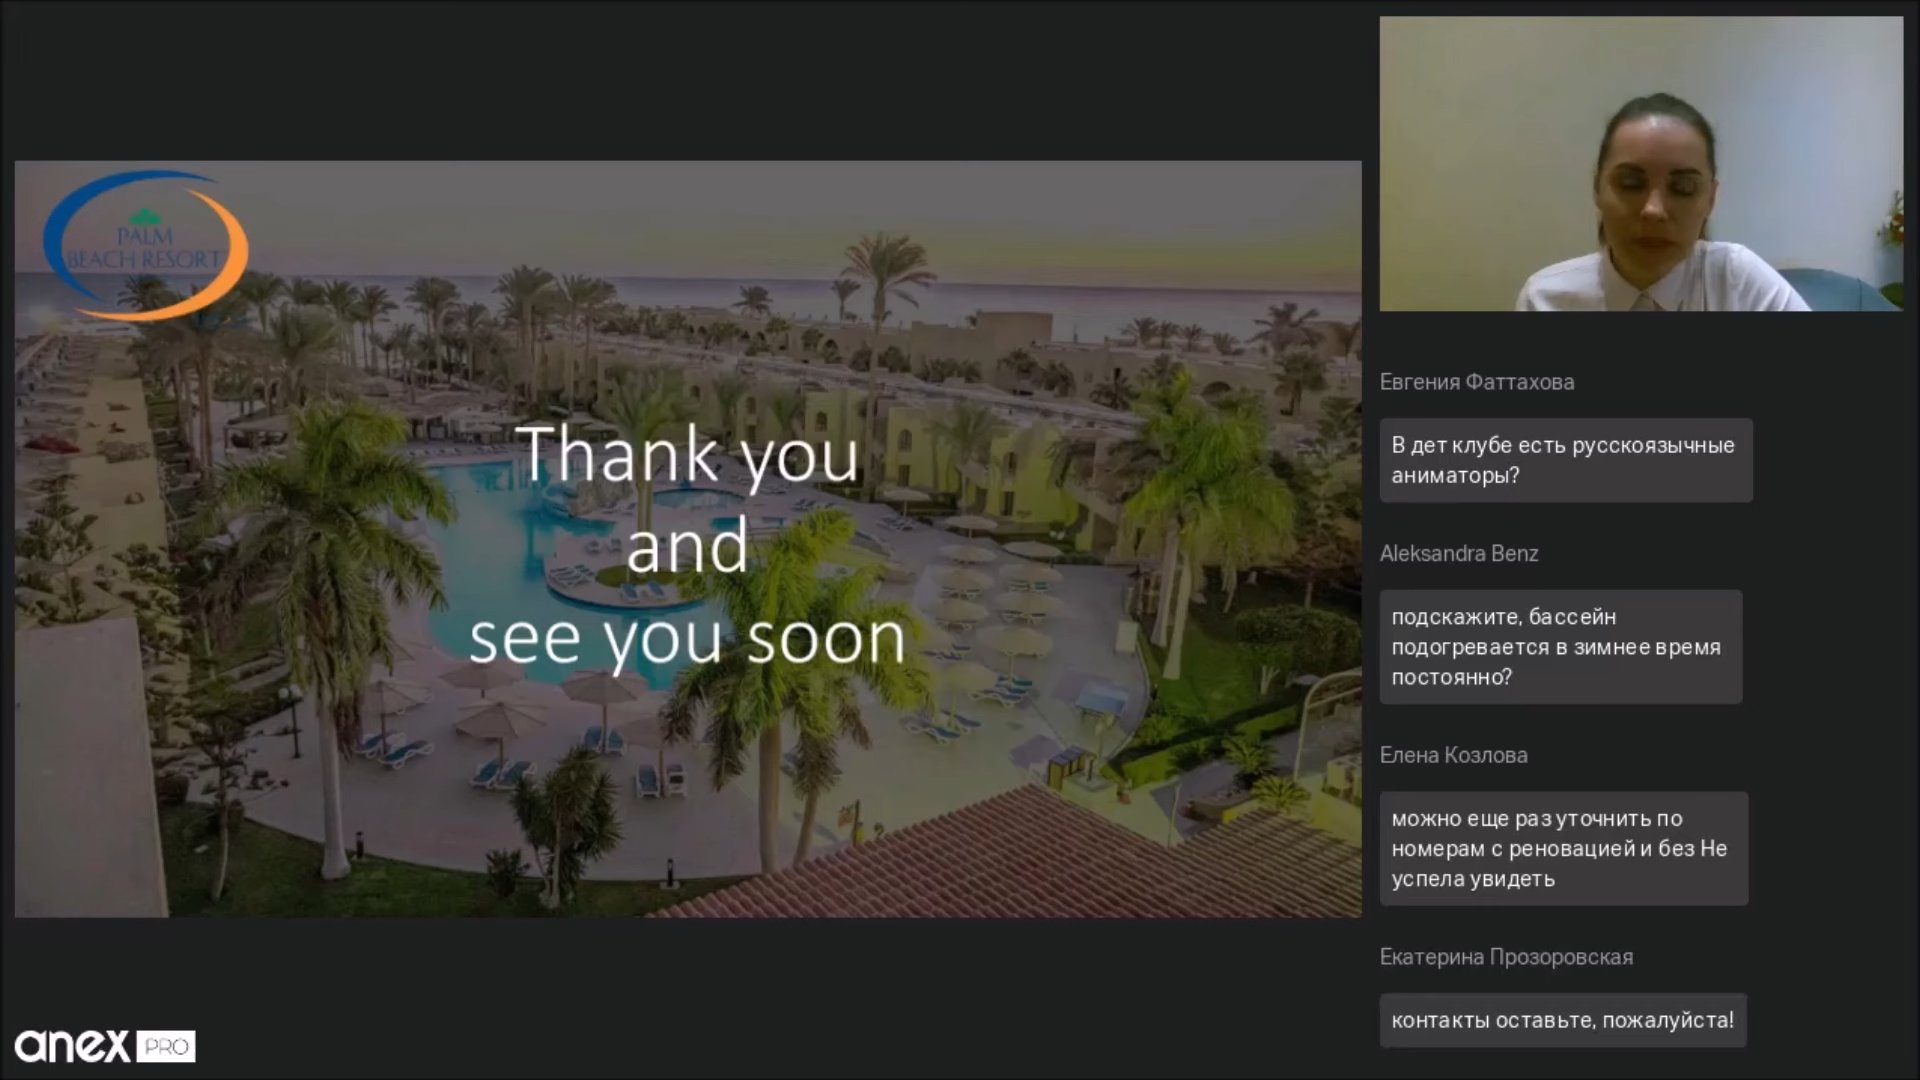 PALM
BEACH RESORT
Thank you
and
see you soon
anex PRO
Евгения Фаттахова
В дет клубе есть русскоязычные
аниматоры?
Aleksandra Benz
подскажите, бассейн
подогревается в зимнее время
постоянно?
Елена Козлова
можно еще раз уточнить по
номерам с реновацией и без Не
успела увидеть
Екатерина Прозоровская
контакты оставьте, пожалуйста!